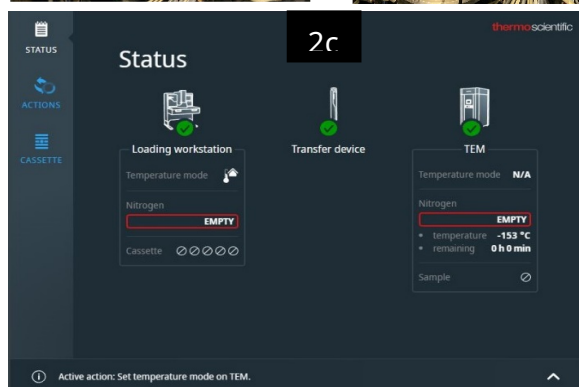 2c
thermoscientific
STATUS
Status
ACTIONS
CASSETTE
Loading workstation
Temperature mode
Nitrogen
EMPTY
Cassette
Transfer device
TEM
Temperature mode N/A
Nitrogen
EMPTY
• temperature -153 °C
• remaining 0 h 0 min
Sample
Active action: Set temperature mode on TEM.